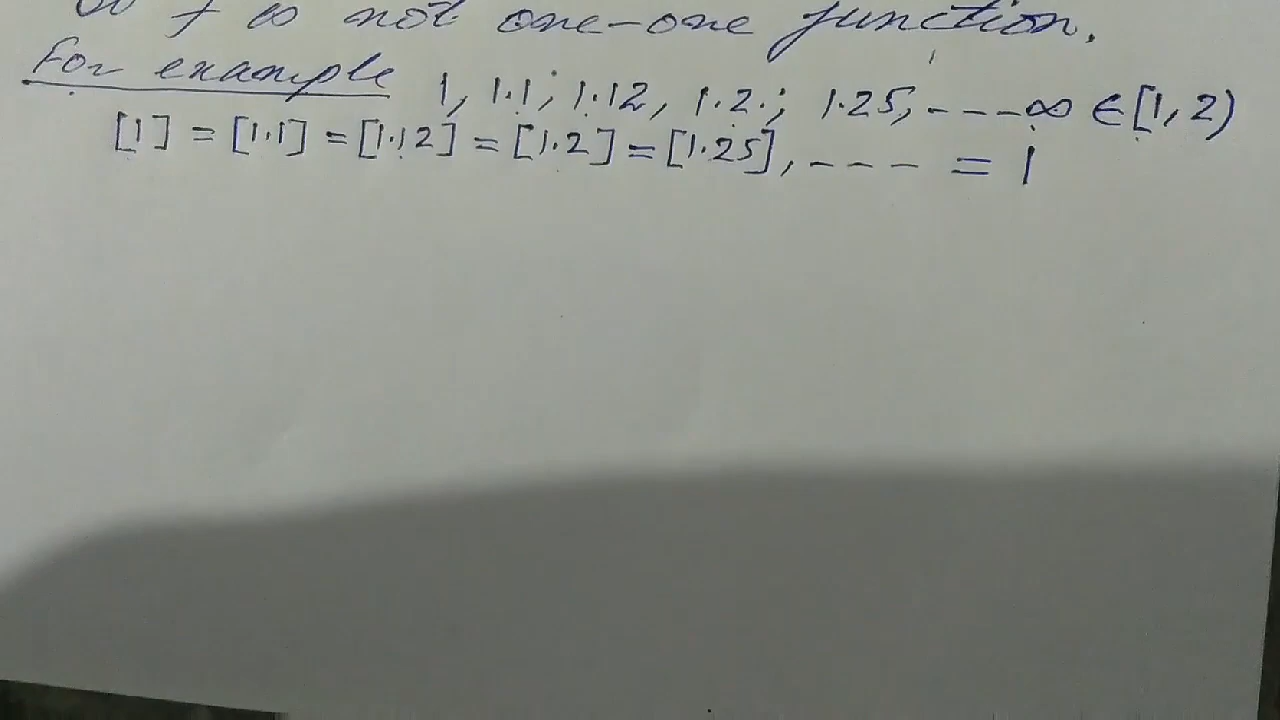 So f is not one-one function.
For example 1, 1.1, 1.12, 1.2, 1.25, ----∞ ∈ [1, 2)
[1] = [1.1] = [1.12] = [1.2] = [1.25], ---- = 1